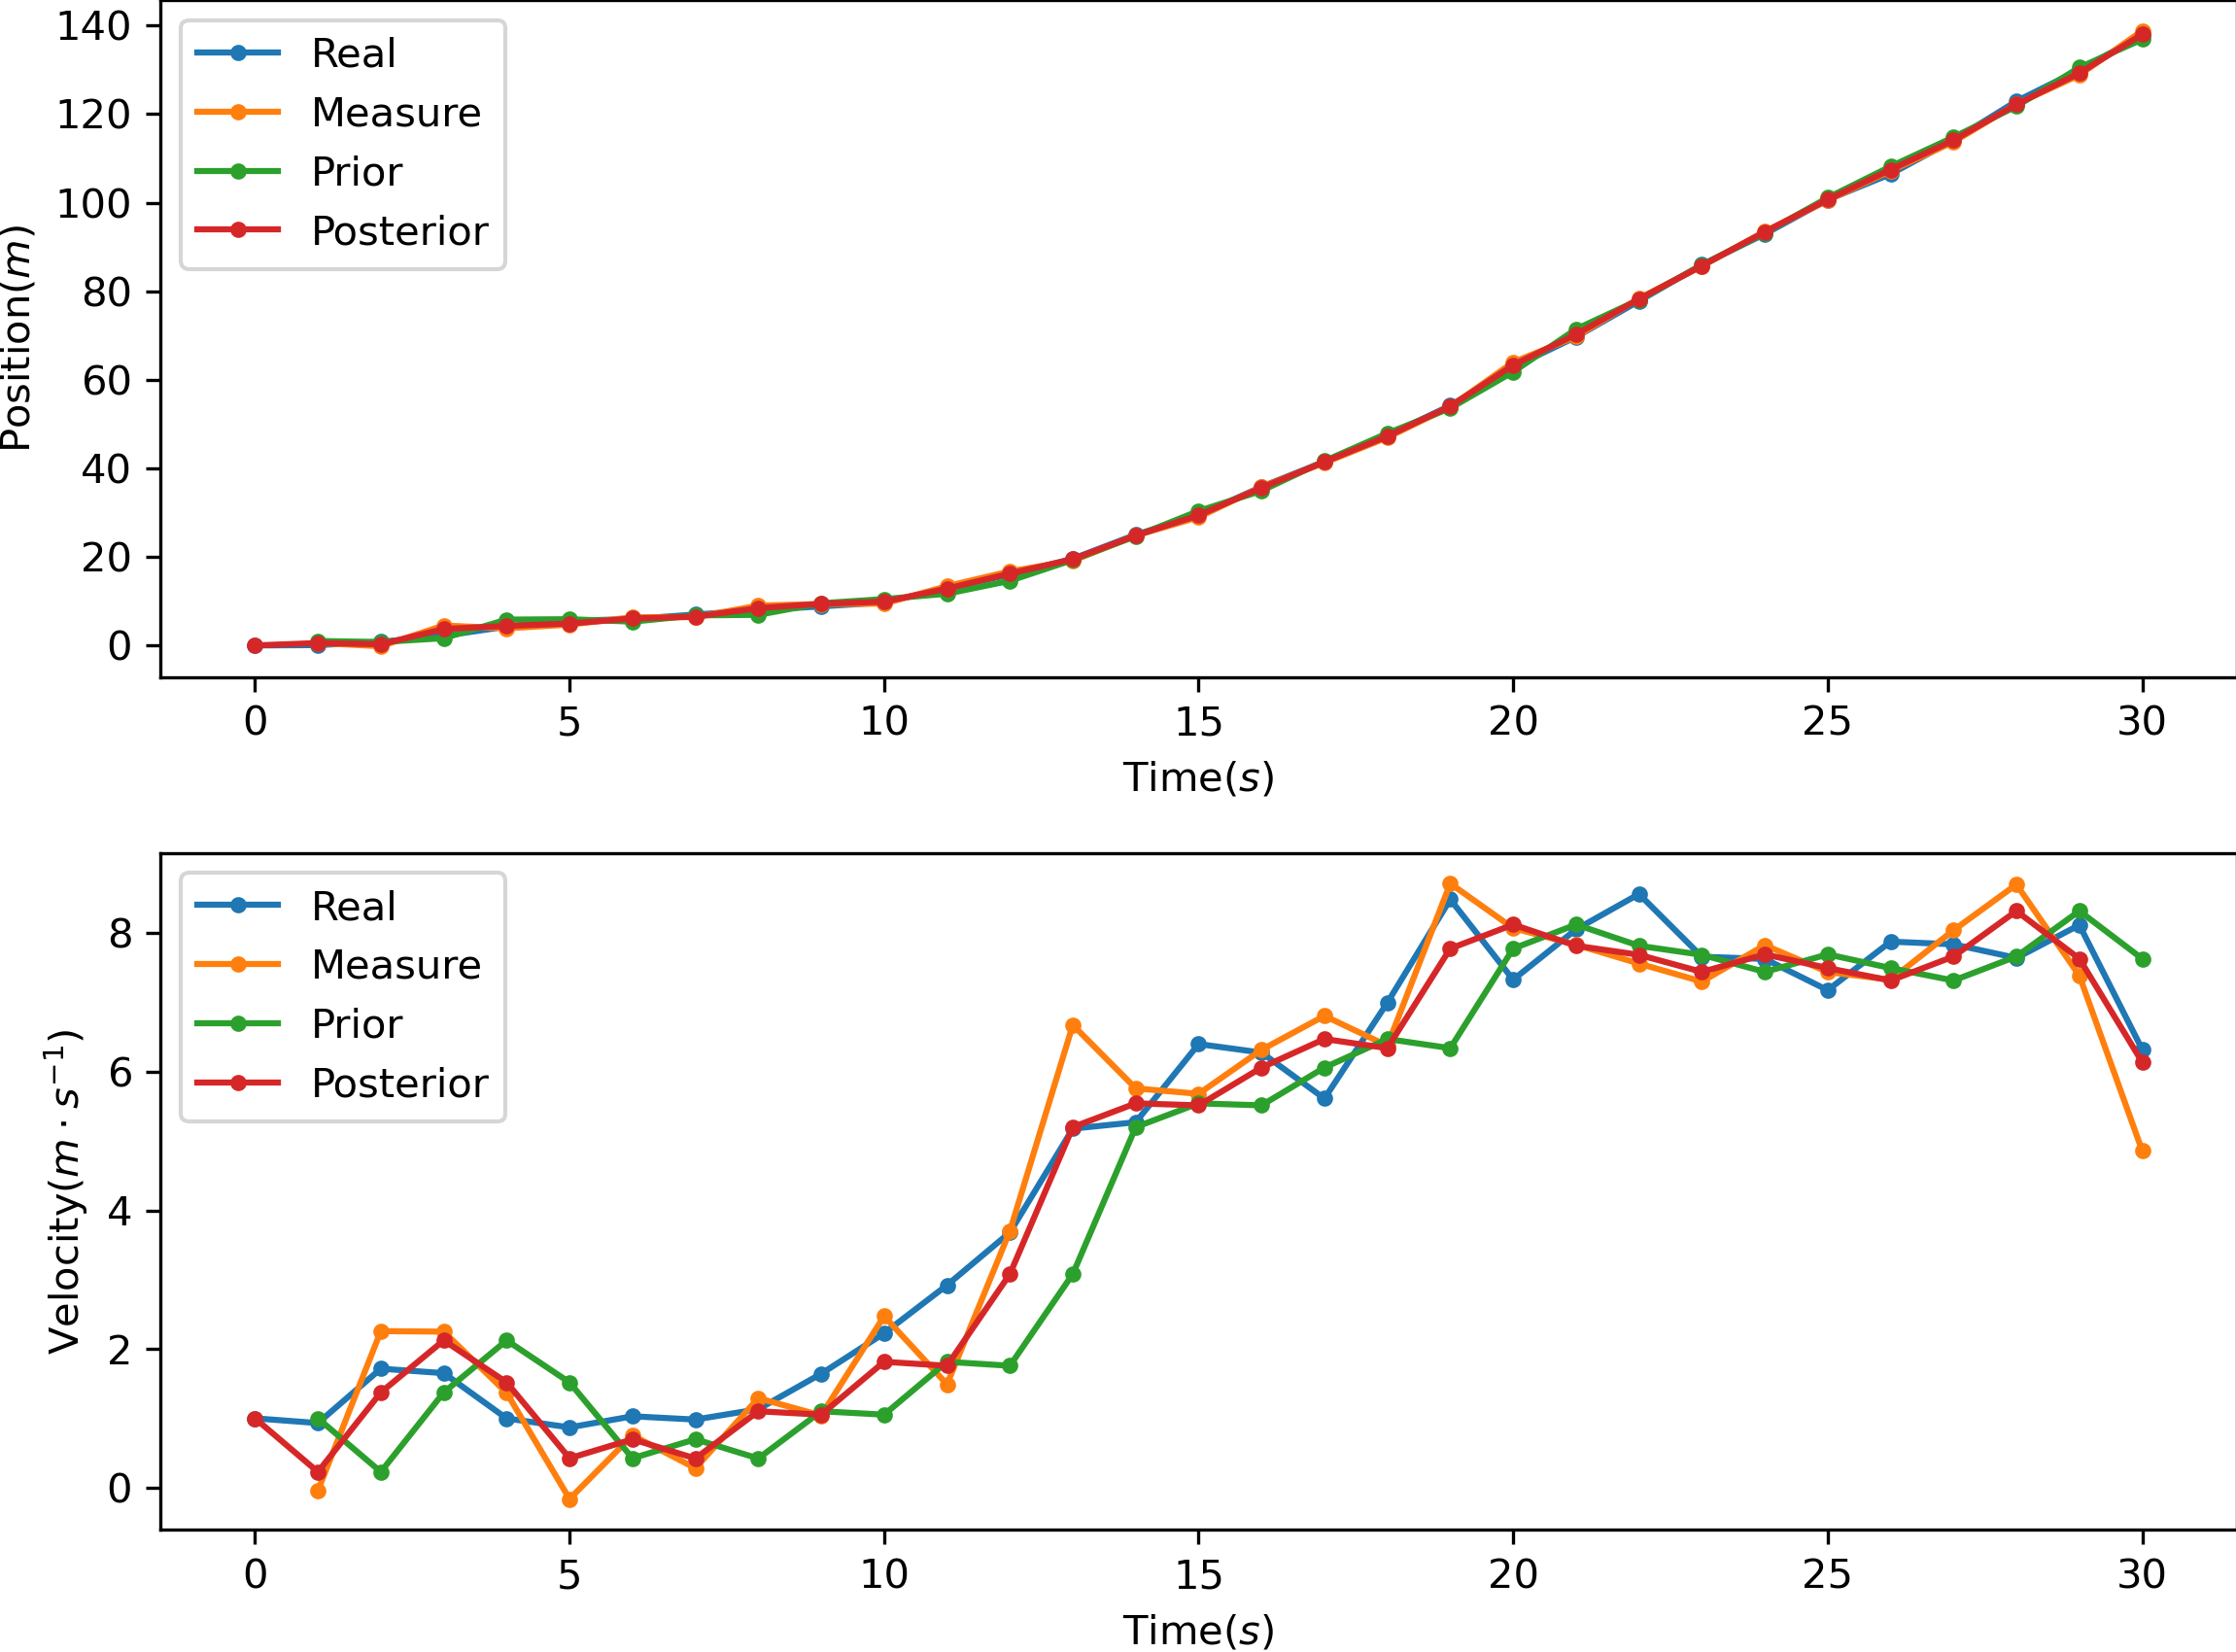 140
120
100
80
60
40
20
0
Position(m)
Real
Measure
Prior
Posterior
0 5 10 15 20 25 30
Time(s)
8
6
4
2
0
Velocity(m · s⁻¹)
Real
Measure
Prior
Posterior
0 5 10 15 20 25 30
Time(s)